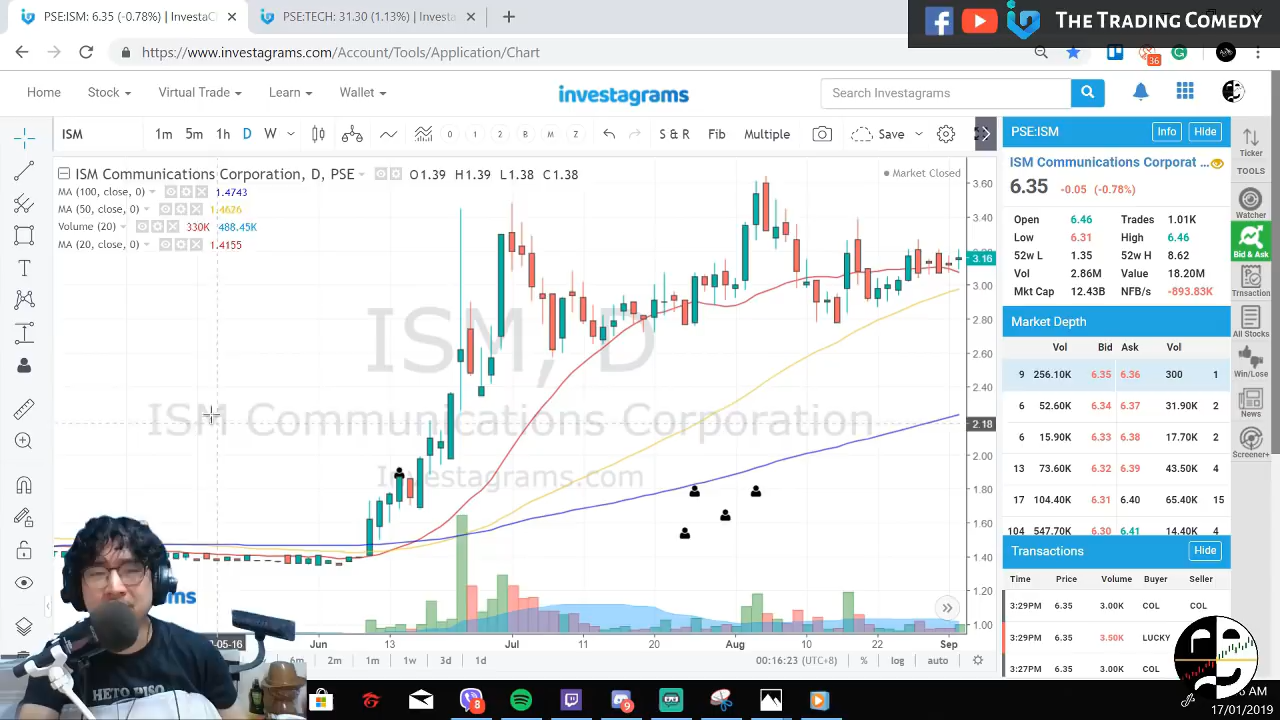 PSE:ISM: 6.35 (-0.78%) | InvestaC
PSE:TECH: 31.30 (1.13%) | Investa
THE TRADING COMEDY
https://www.investagrams.com/Account/Tools/Application/Chart
36
Home
Stock
Virtual Trade
Learn
Wallet
investagrams
Search Investagrams
ISM
1m
5m
1h
D
W
0
1
2
B
M
Z
S & R
Fib
Multiple
Save
ISM Communications Corporation, D, PSE
O1.39 H1.39 L1.38 C1.38
Market Closed
MA (100, close, 0)
1.4743
MA (50, close, 0)
1.4626
Volume (20)
330K
488.45K
MA (20, close, 0)
1.4155
ISM, D
ISM Communications Corporation
Investagrams.com
3.60
3.40
3.16
3.00
2.80
2.60
2.40
2.18
2.00
1.80
1.60
1.40
1.20
1.00
-05-16
Jun
13
Jul
11
20
Aug
10
22
Sep
6m
2m
1m
1w
3d
1d
00:16:23 (UTC+8)
%
log
auto
PSE:ISM
Info
Hide
ISM Communications Corporat ...
6.35
-0.05 (-0.78%)
Open 6.46 Trades 1.01K
Low 6.31 High 6.46
52w L 1.35 52w H 8.62
Vol 2.86M Value 18.20M
Mkt Cap 12.43B NFB/s -893.83K
Market Depth
Vol Bid Ask Vol
9 256.10K 6.35 6.36 300 1
6 52.60K 6.34 6.37 31.90K 2
6 15.90K 6.33 6.38 17.70K 2
13 73.60K 6.32 6.39 43.50K 4
17 104.40K 6.31 6.40 65.40K 15
104 547.70K 6.30 6.41 14.40K 4
Transactions
Hide
Time Price Volume Buyer Seller
3:29PM 6.35 3.00K COL COL
3:29PM 6.35 3.50K LUCKY
3:27PM 6.35 3.00K COL
Ticker
TOOLS
Watcher
Bid & Ask
Trnsaction
All Stocks
Win/Lose
News
Screener+
HETO PISO
8
9
17/01/2019